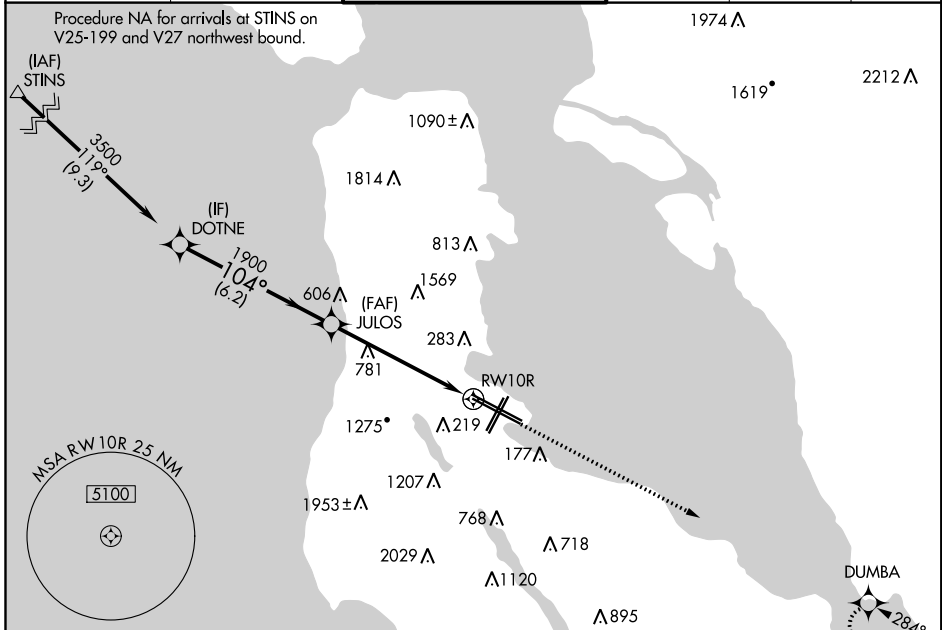 Procedure NA for arrivals at STINS on
V25-199 and V27 northwest bound.
1974
(IAF)
STINS
2212
1619
1090±
3500
119°
(9.3)
1814
(IF)
DOTNE
813
1900
104°
(6.2)
1569
606
(FAF)
JULOS
283
781
RW10R
1275
219
177
MSA RW10R 25 NM
5100
1207
1953±
768
718
2029
1120
DUMBA
895
284°